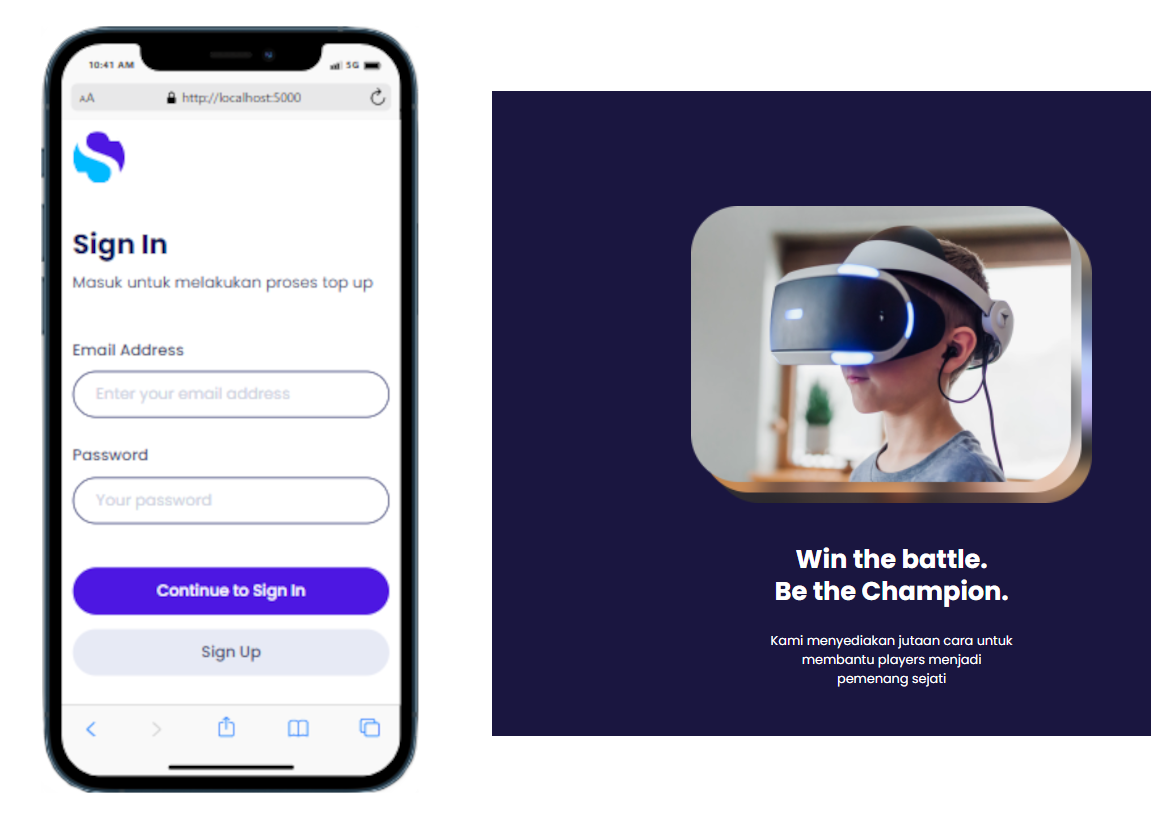 10:41 AM
5G
AA
http://localhost:5000
Sign In
Masuk untuk melakukan proses top up
Email Address
Enter your email address
Password
Your password
Continue to Sign In
Sign Up
Win the battle.
Be the Champion.
Kami menyediakan jutaan cara untuk
membantu players menjadi
pemenang sejati